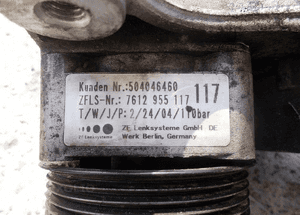 Kunden Nr.:504046460
ZFLS-Nr.: 7612 955 117 117
T/W/J/P: 2/24/04/110bar
ZF Lenksysteme GmbH DE
Werk Berlin, Germany